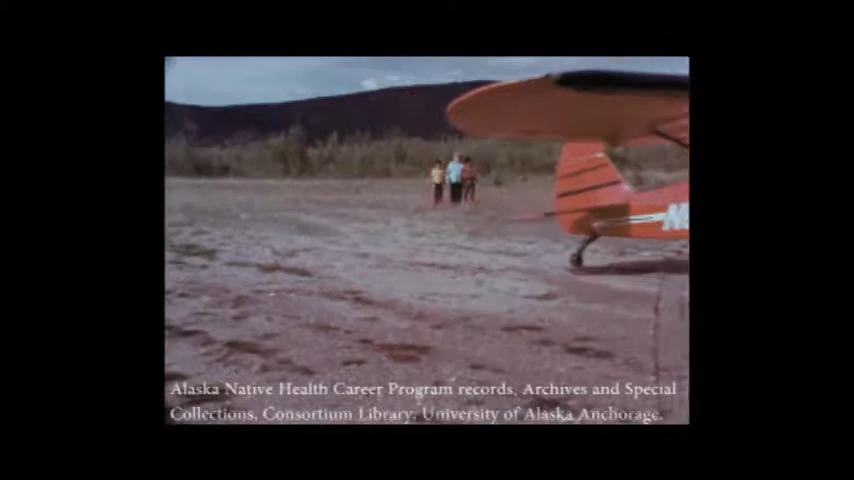 Alaska Native Health Career Program records, Archives and Special
Collections, Consortium Library, University of Alaska Anchorage.
N